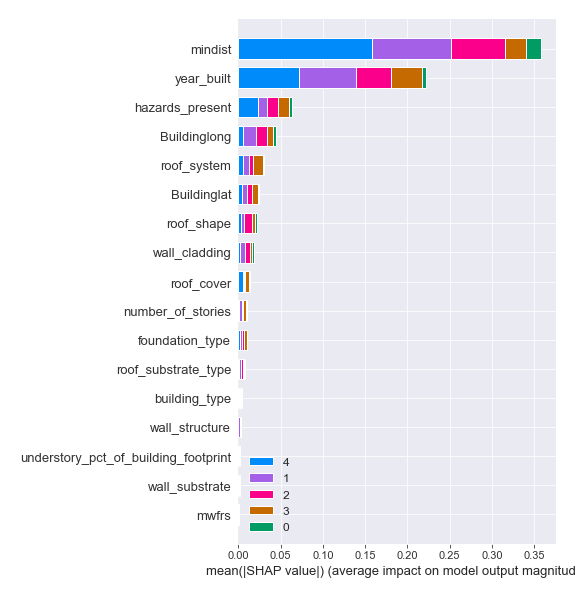 mindist
year_built
hazards_present
Buildinglong
roof_system
Buildinglat
roof_shape
wall_cladding
roof_cover
number_of_stories
foundation_type
roof_substrate_type
building_type
wall_structure
understory_pct_of_building_footprint
wall_substrate
mwfrs
4
1
2
3
0
0.00 0.05 0.10 0.15 0.20 0.25 0.30 0.35
mean(|SHAP value|) (average impact on model output magnitud